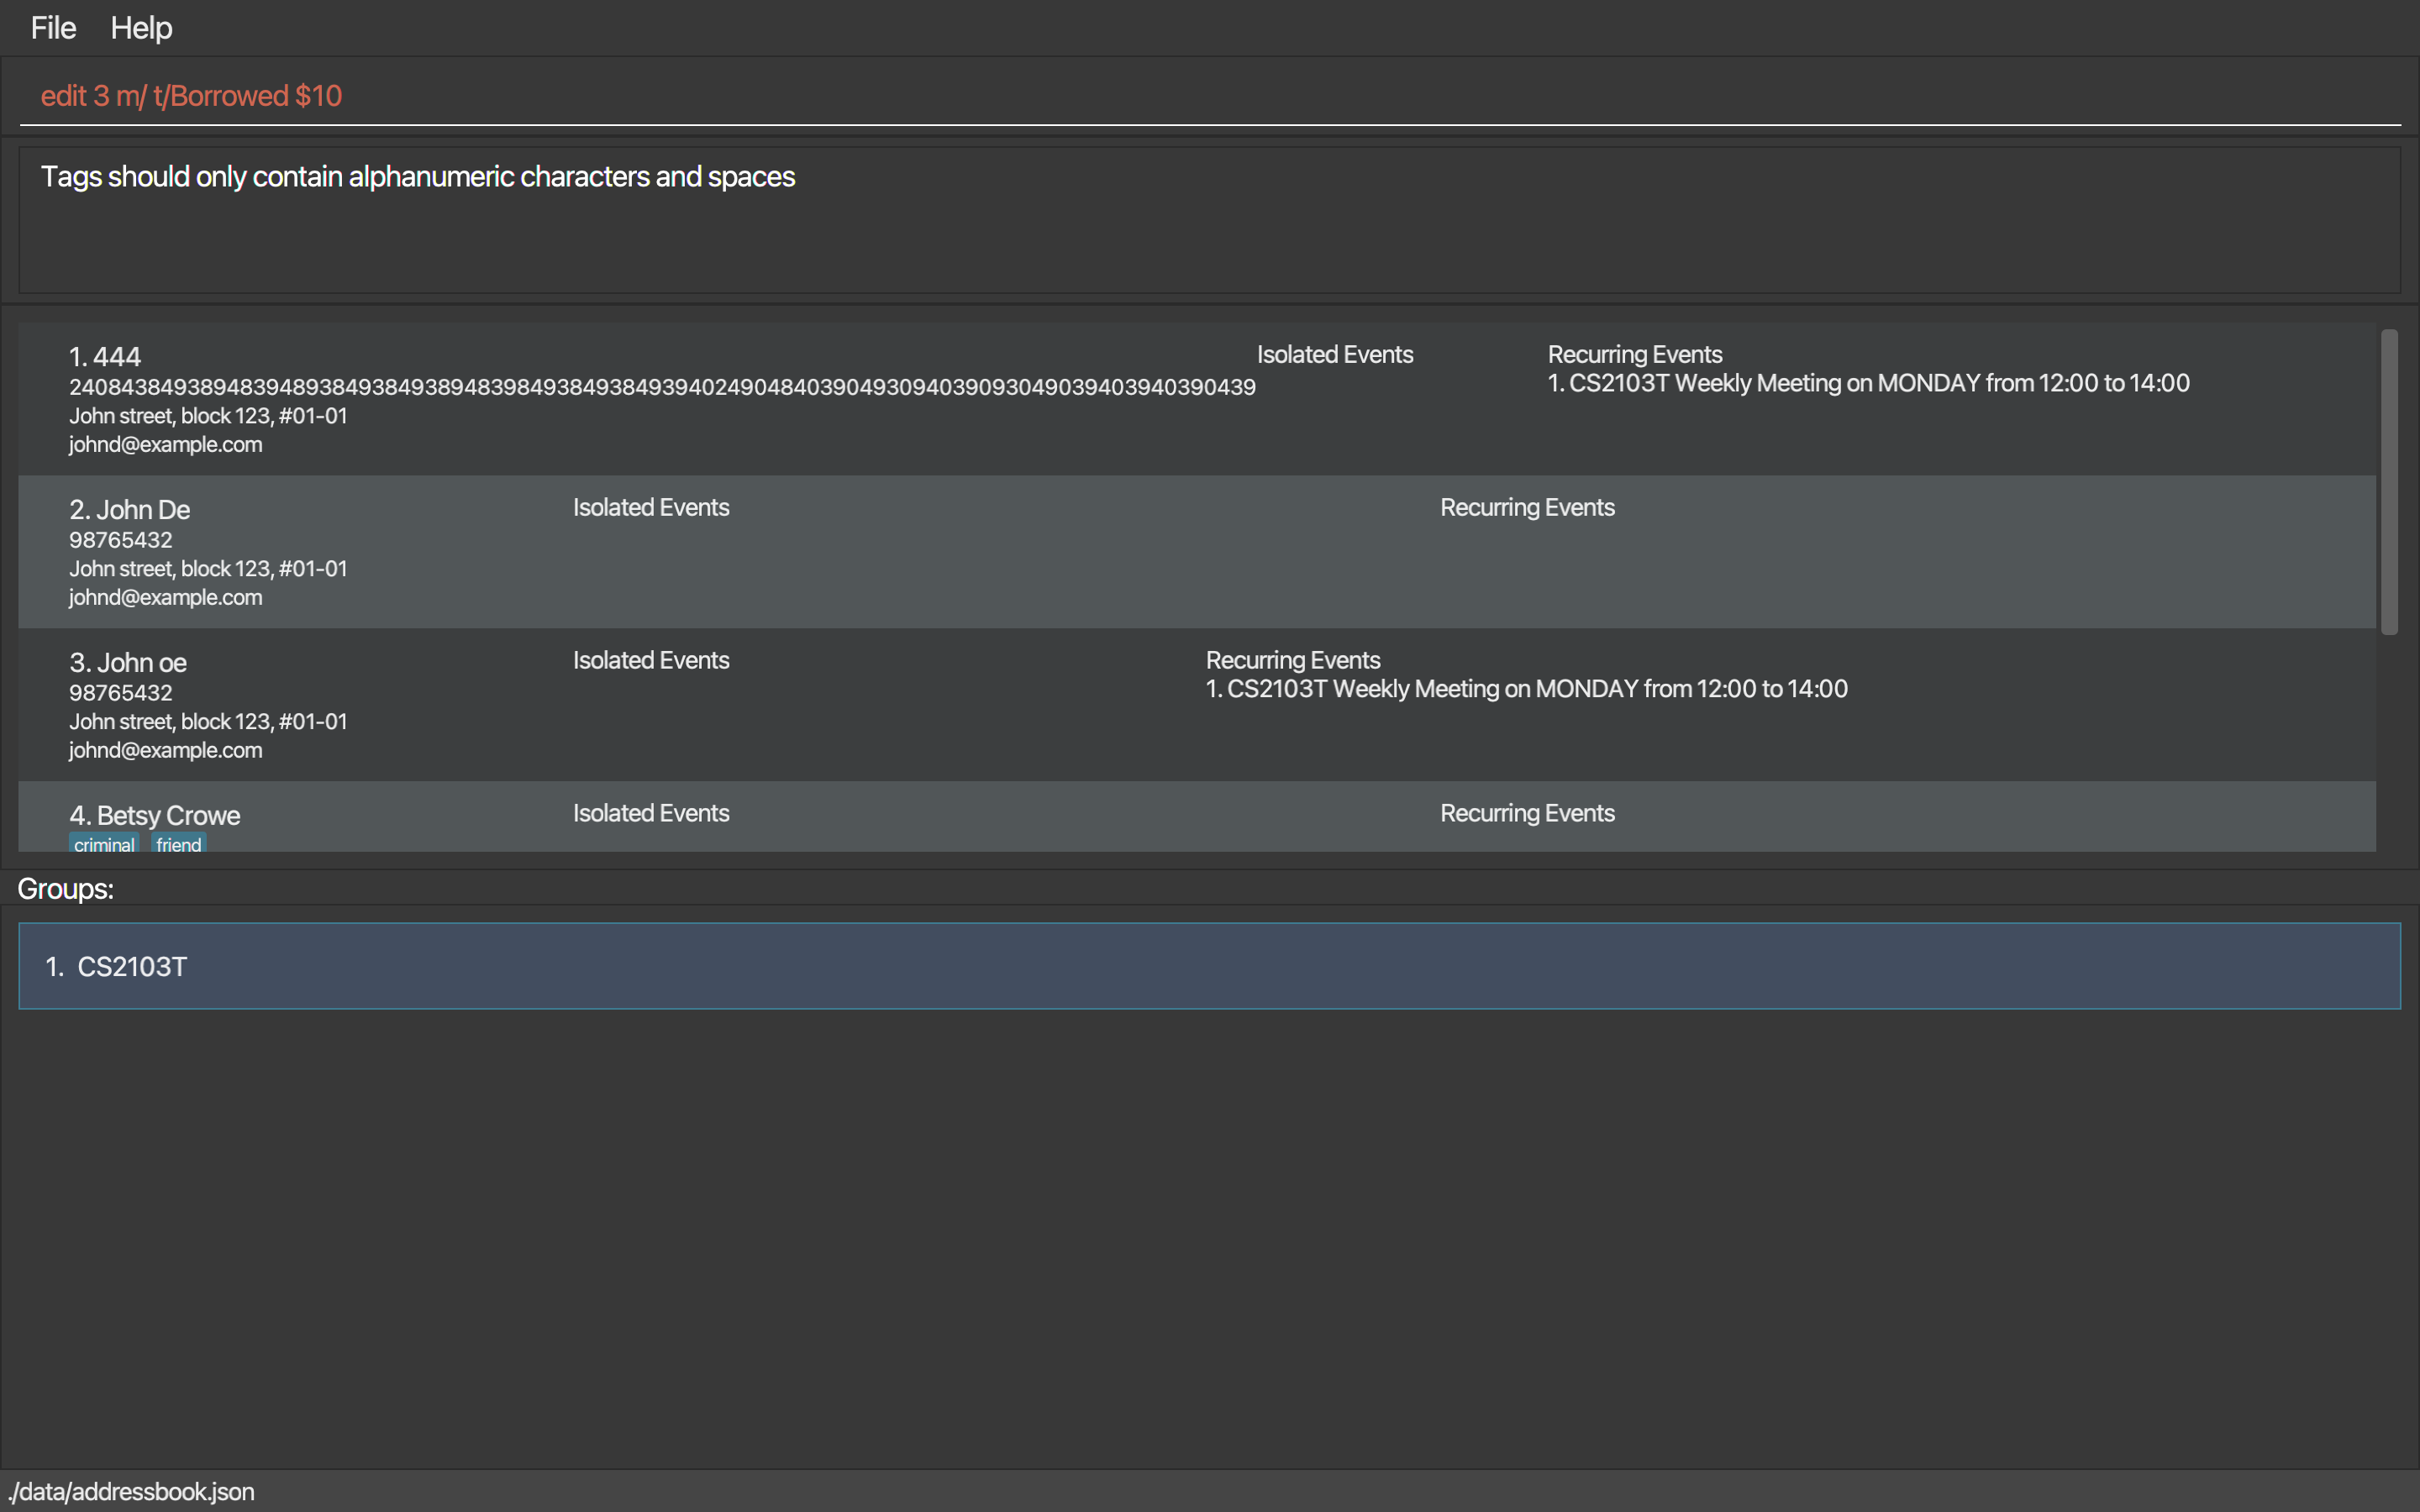 File Help
edit 3 m/ t/Borrowed $10
Tags should only contain alphanumeric characters and spaces
1. 444 Isolated Events Recurring Events
24084384938948394893849384938948398493849384939402490484039049309403909304903940394039039 1. CS2103T Weekly Meeting on MONDAY from 12:00 to 14:00
John street, block 123, #01-01
johnd@example.com
2. John De Isolated Events Recurring Events
98765432
John street, block 123, #01-01
johnd@example.com
3. John oe Isolated Events Recurring Events
98765432 1. CS2103T Weekly Meeting on MONDAY from 12:00 to 14:00
John street, block 123, #01-01
johnd@example.com
4. Betsy Crowe Isolated Events Recurring Events
criminal friend
Groups:
1. CS2103T
./data/addressbook.json